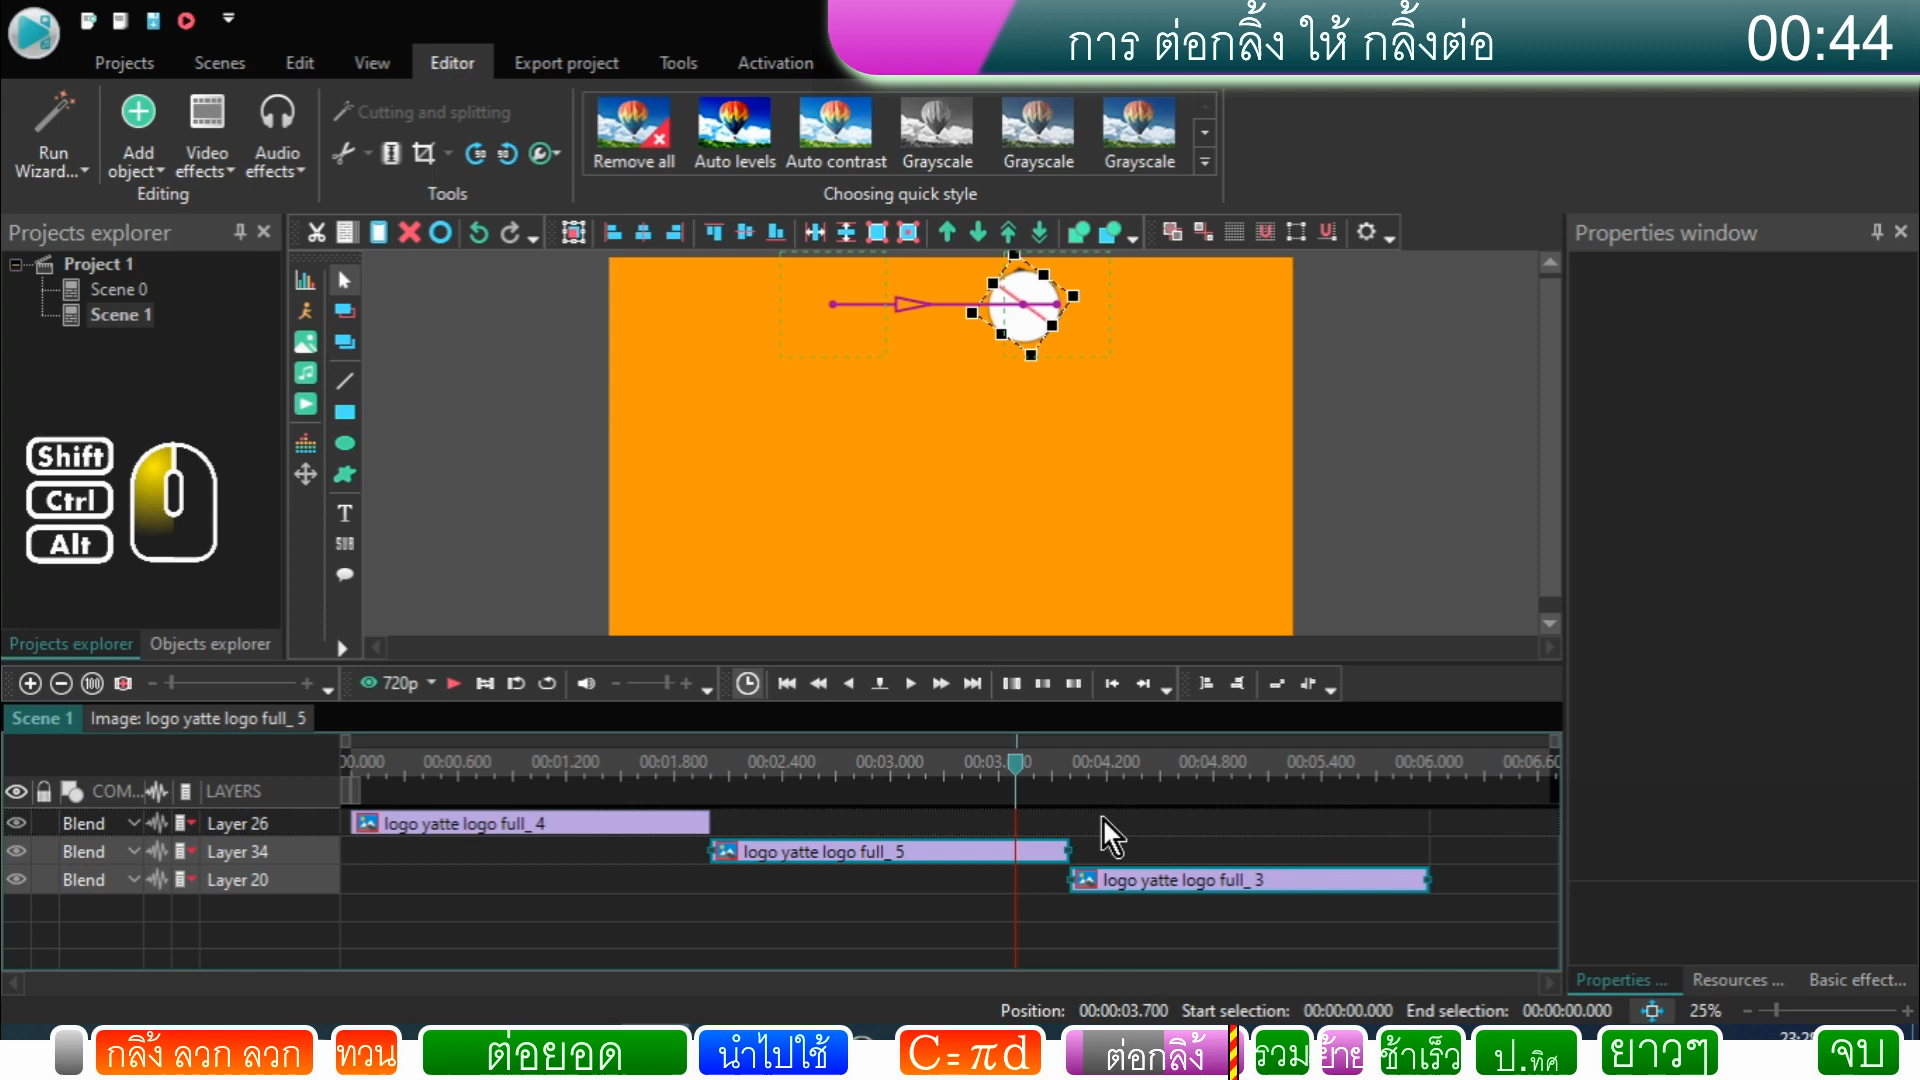 การ ต่อกลิ้ง ให้ กลิ้งต่อ
00:44
Projects
Scenes
Edit
View
Editor
Export project
Tools
Activation
Run Wizard...
Add object
Video effects
Audio effects
Editing
Cutting and splitting
Tools
Remove all
Auto levels
Auto contrast
Grayscale
Grayscale
Grayscale
Choosing quick style
Projects explorer
Project 1
Scene 0
Scene 1
Shift
Ctrl
Alt
T
SUB
Properties window
Projects explorer
Objects explorer
720p
Scene 1
Image: logo yatte logo full_ 5
00:00.600
00:01.200
00:01.800
00:02.400
00:03.000
00:04.200
00:04.800
00:05.400
00:06.000
COM...
LAYERS
Blend
Layer 26
logo yatte logo full_ 4
Blend
Layer 34
logo yatte logo full_ 5
Blend
Layer 20
logo yatte logo full_ 3
Properties ...
Resources ...
Basic effect...
Position: 00:00:03.700 Start selection: 00:00:00.000 End selection: 00:00:00.000
25%
กลิ้ง ลวก ลวก
ทวน
ต่อยอด
นำไปใช้
C=πd
ต่อกลิ้ง
รวม
ย้าย
ช้าเร็ว
ป.ทิศ
ยาวๆ
จบ